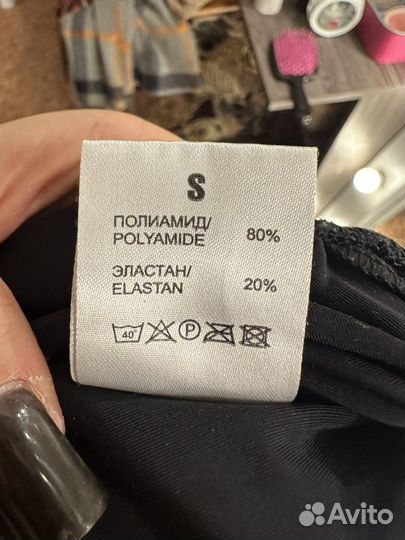 S
ПОЛИАМИД/
POLYAMIDE 80%
ЭЛАСТАН/
ELASTAN 20%
40°
P
Avito